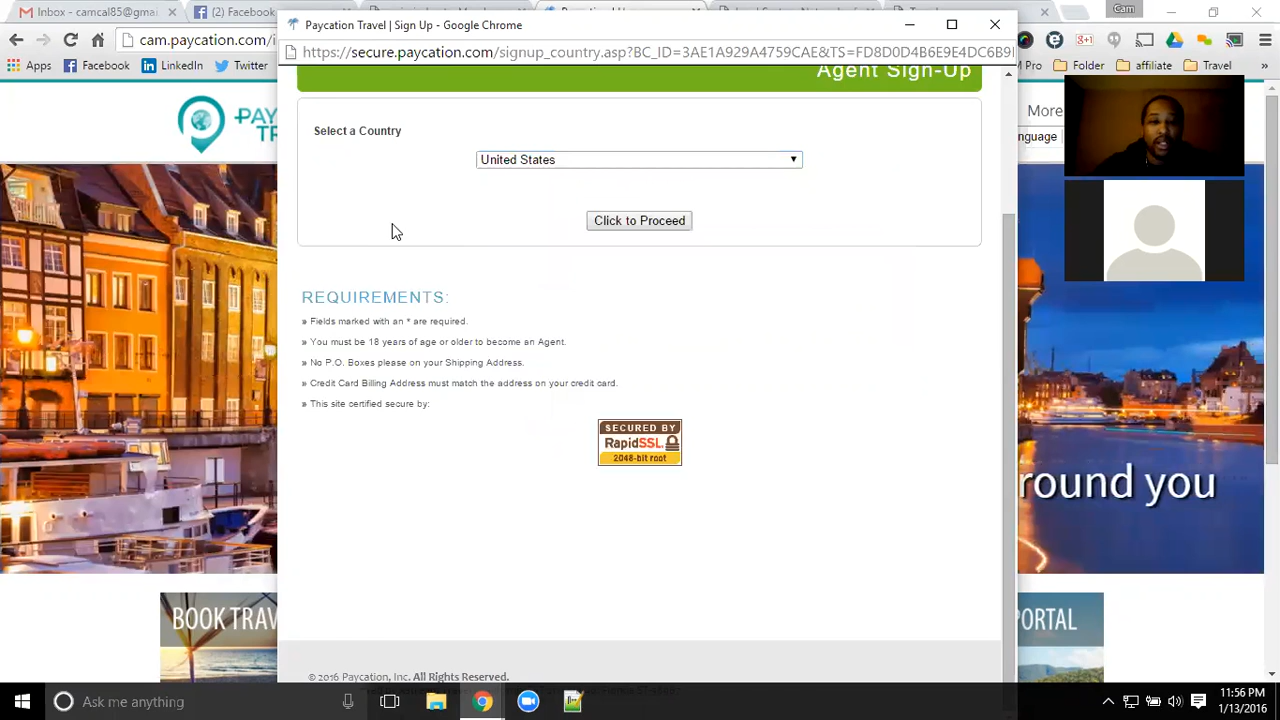 Inbox - camcal85@gmai
(2) Facebook
Paycation Travel | Sign Up - Google Chrome
Cam
cam.paycation.com/i
https://secure.paycation.com/signup_country.asp?BC_ID=3AE1A929A4759CAE&TS=FD8D0D4B6E9E4DC6B9
Apps
Facebook
LinkedIn
Twitter
M Pro
Folder
affiliate
Travel
Agent Sign-Up
PAYC
TR
More
nguage
Select a Country
United States
Click to Proceed
REQUIREMENTS:
» Fields marked with an * are required.
» You must be 18 years of age or older to become an Agent.
» No P.O. Boxes please on your Shipping Address.
» Credit Card Billing Address must match the address on your credit card.
» This site certified secure by:
SECURED BY
RapidSSL
2048-bit root
round you
BOOK TRAV
PORTAL
© 2016 Paycation, Inc. All Rights Reserved.
Ask me anything
11:56 PM
1/13/2016